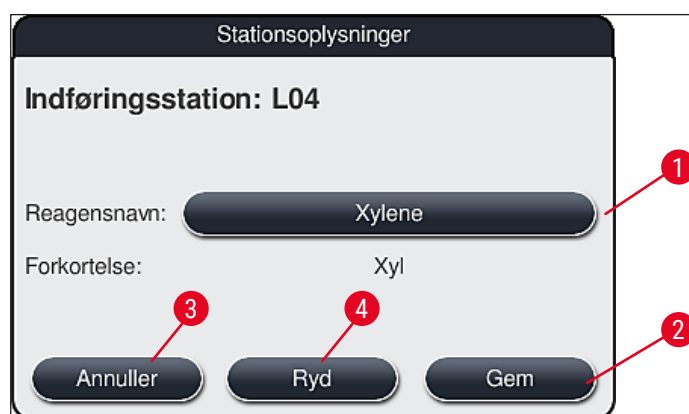 Stationsoplysninger
Indføringsstation: L04
1
Reagensnavn: Xylene
Forkortelse: Xyl
3 4
2
Annuller Ryd Gem